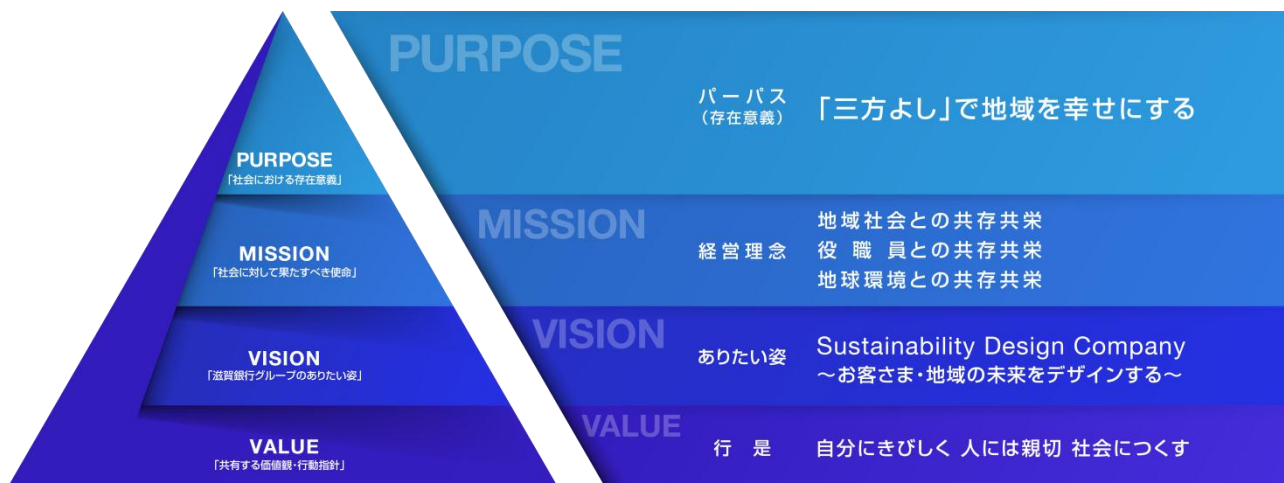 PURPOSE
「社会における存在意義」
MISSION
「社会に対して果たすべき使命」
VISION
「滋賀銀行グループのありたい姿」
VALUE
「共有する価値観・行動指針」
PURPOSE
パーパス
(存在意義)
「三方よし」で地域を幸せにする
MISSION
経営理念
地域社会との共存共栄
役職員との共存共栄
地球環境との共存共栄
VISION
ありたい姿
Sustainability Design Company
～お客さま・地域の未来をデザインする～
VALUE
行是
自分にきびしく 人には親切 社会につくす